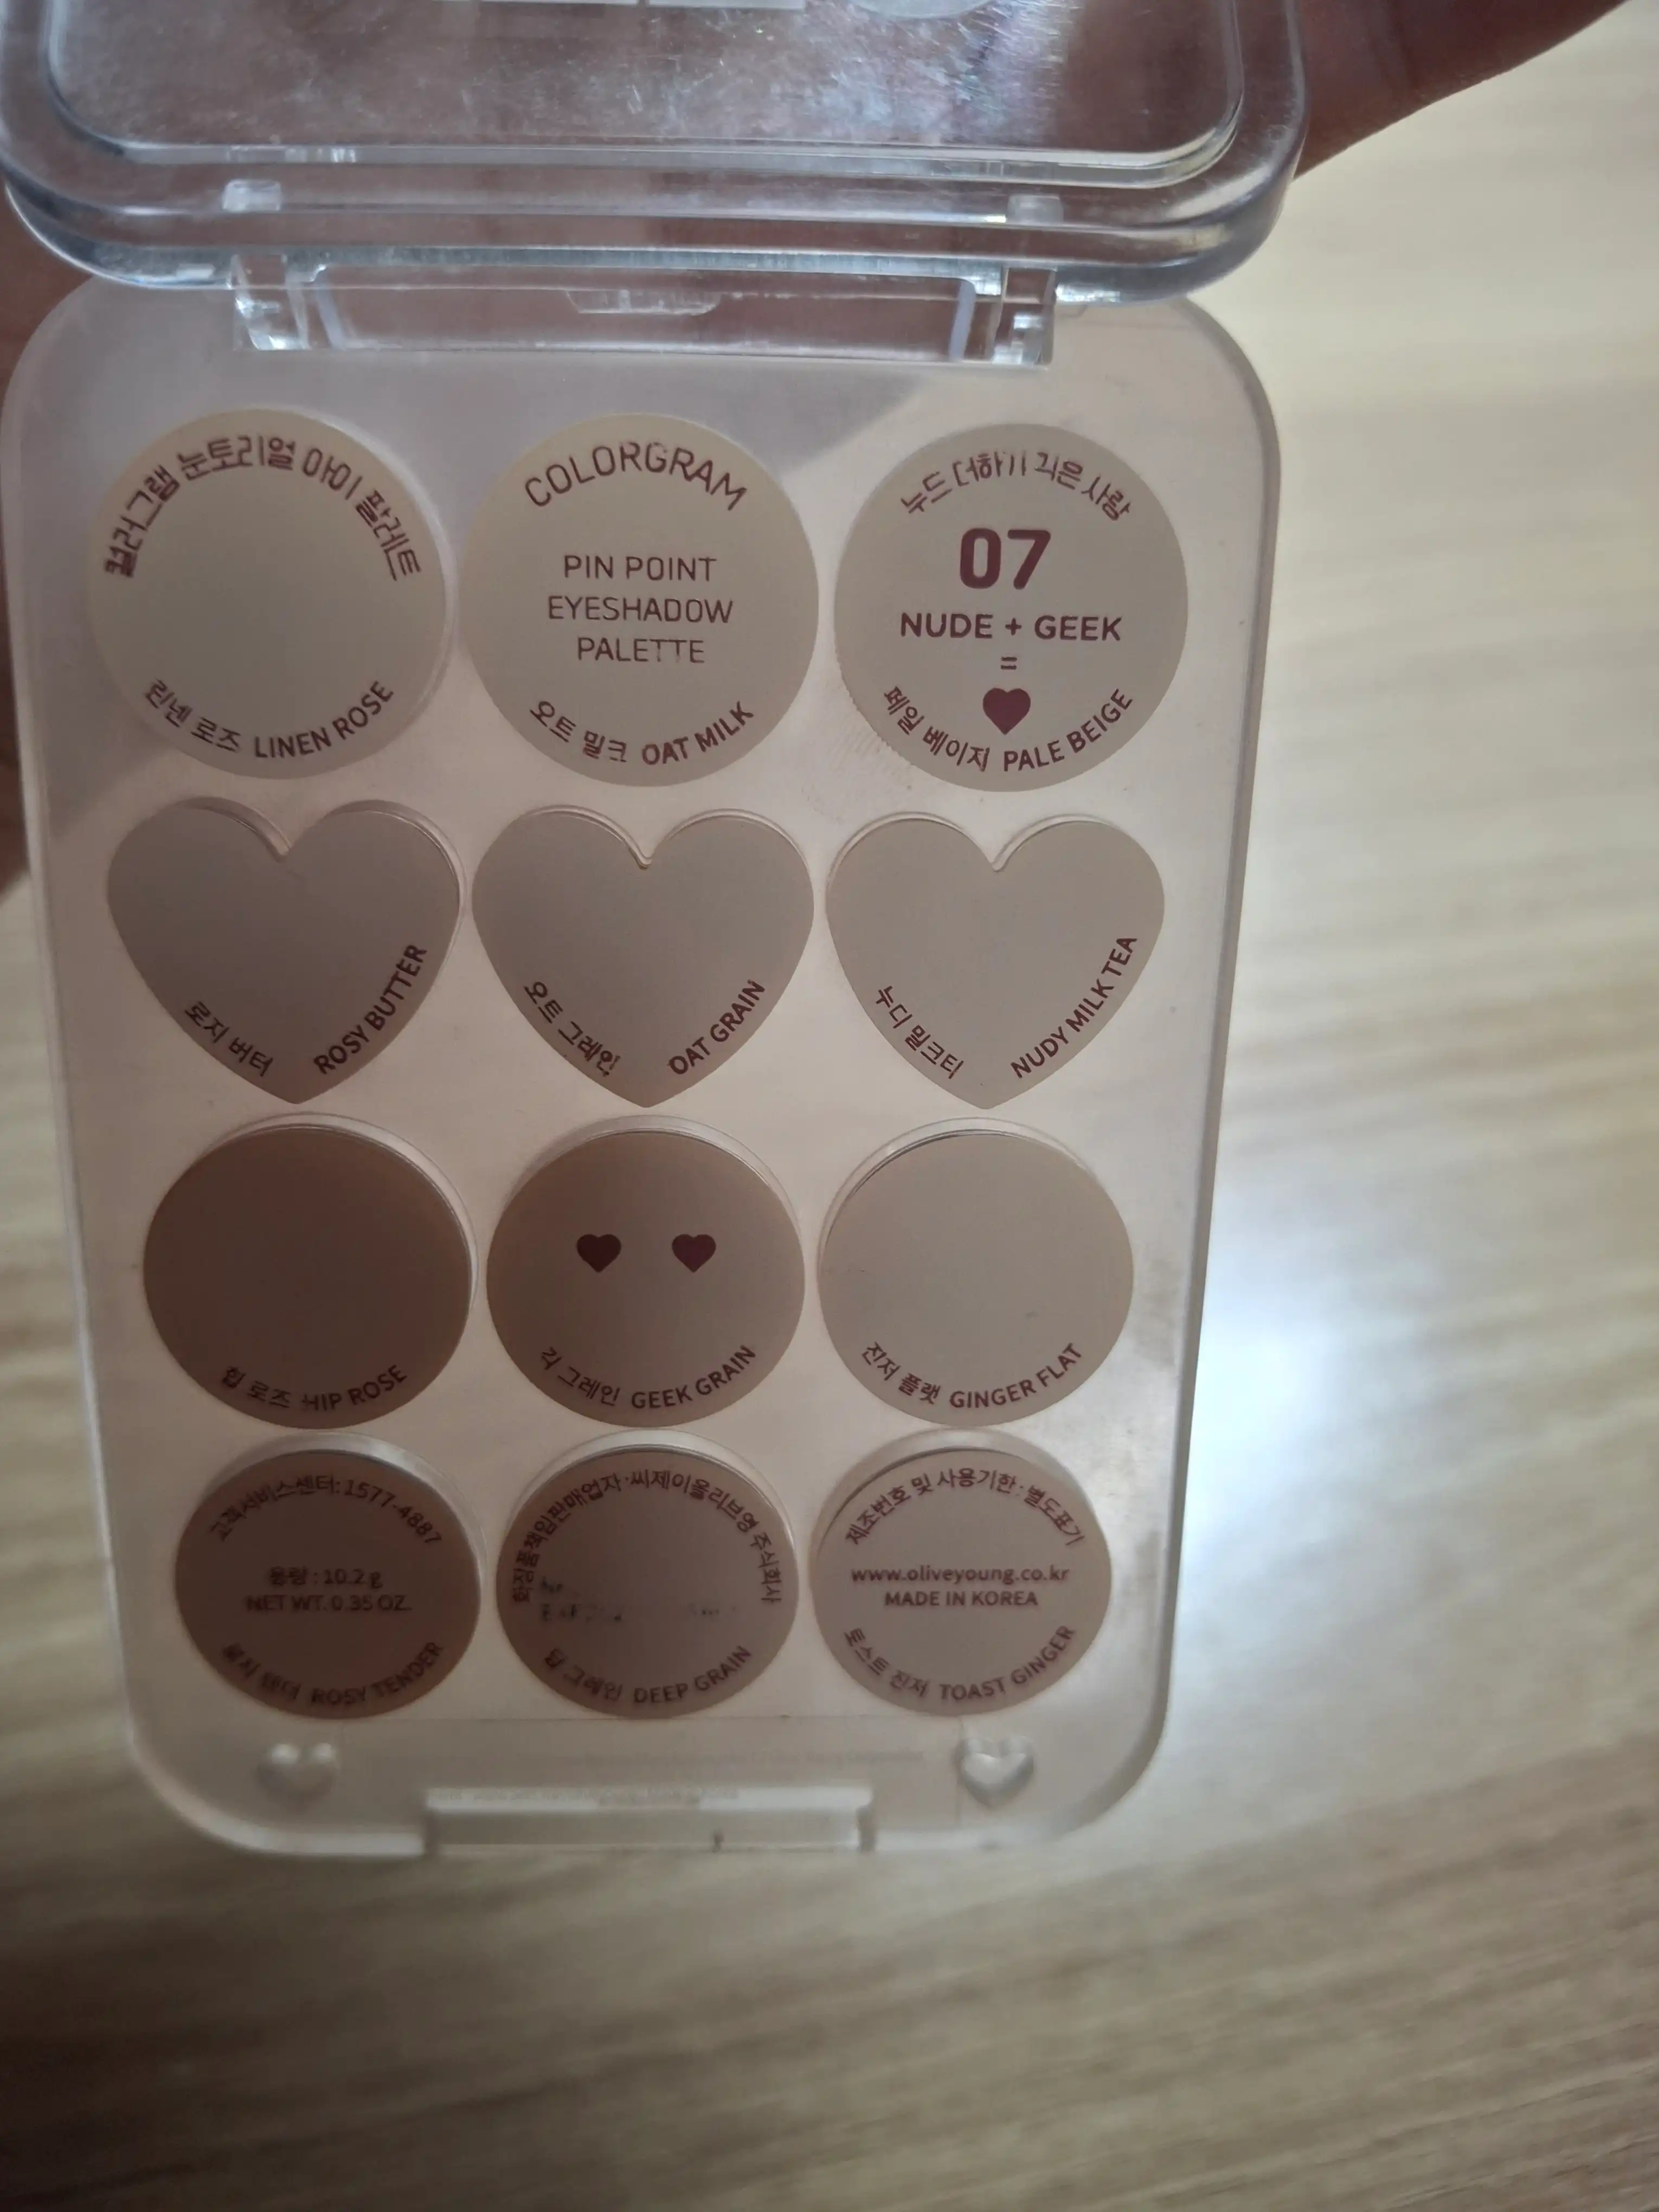 컬러그램 눈토리얼 아이 팔레트
린넨 로즈 LINEN ROSE
COLORGRAM
PIN POINT
EYESHADOW
PALETTE
오트 밀크 OAT MILK
누드 더하기 긱은 사랑
07
NUDE + GEEK
=
페일 베이지 PALE BEIGE
로지 버터 ROSY BUTTER
오트 그레인 OAT GRAIN
누디 밀크티 NUDY MILK TEA
힙 로즈 HIP ROSE
긱 그레인 GEEK GRAIN
진저 플랫 GINGER FLAT
고객서비스센터:1577-4887
용량 : 10.2 g
NET WT. 0.35 OZ.
로지 텐더 ROSY TENDER
화장품책임판매업자·씨제이올리브영 주식회사
딥 그레인 DEEP GRAIN
제조번호 및 사용기한 : 별도표기
www.oliveyoung.co.kr
MADE IN KOREA
토스트 진저 TOAST GINGER